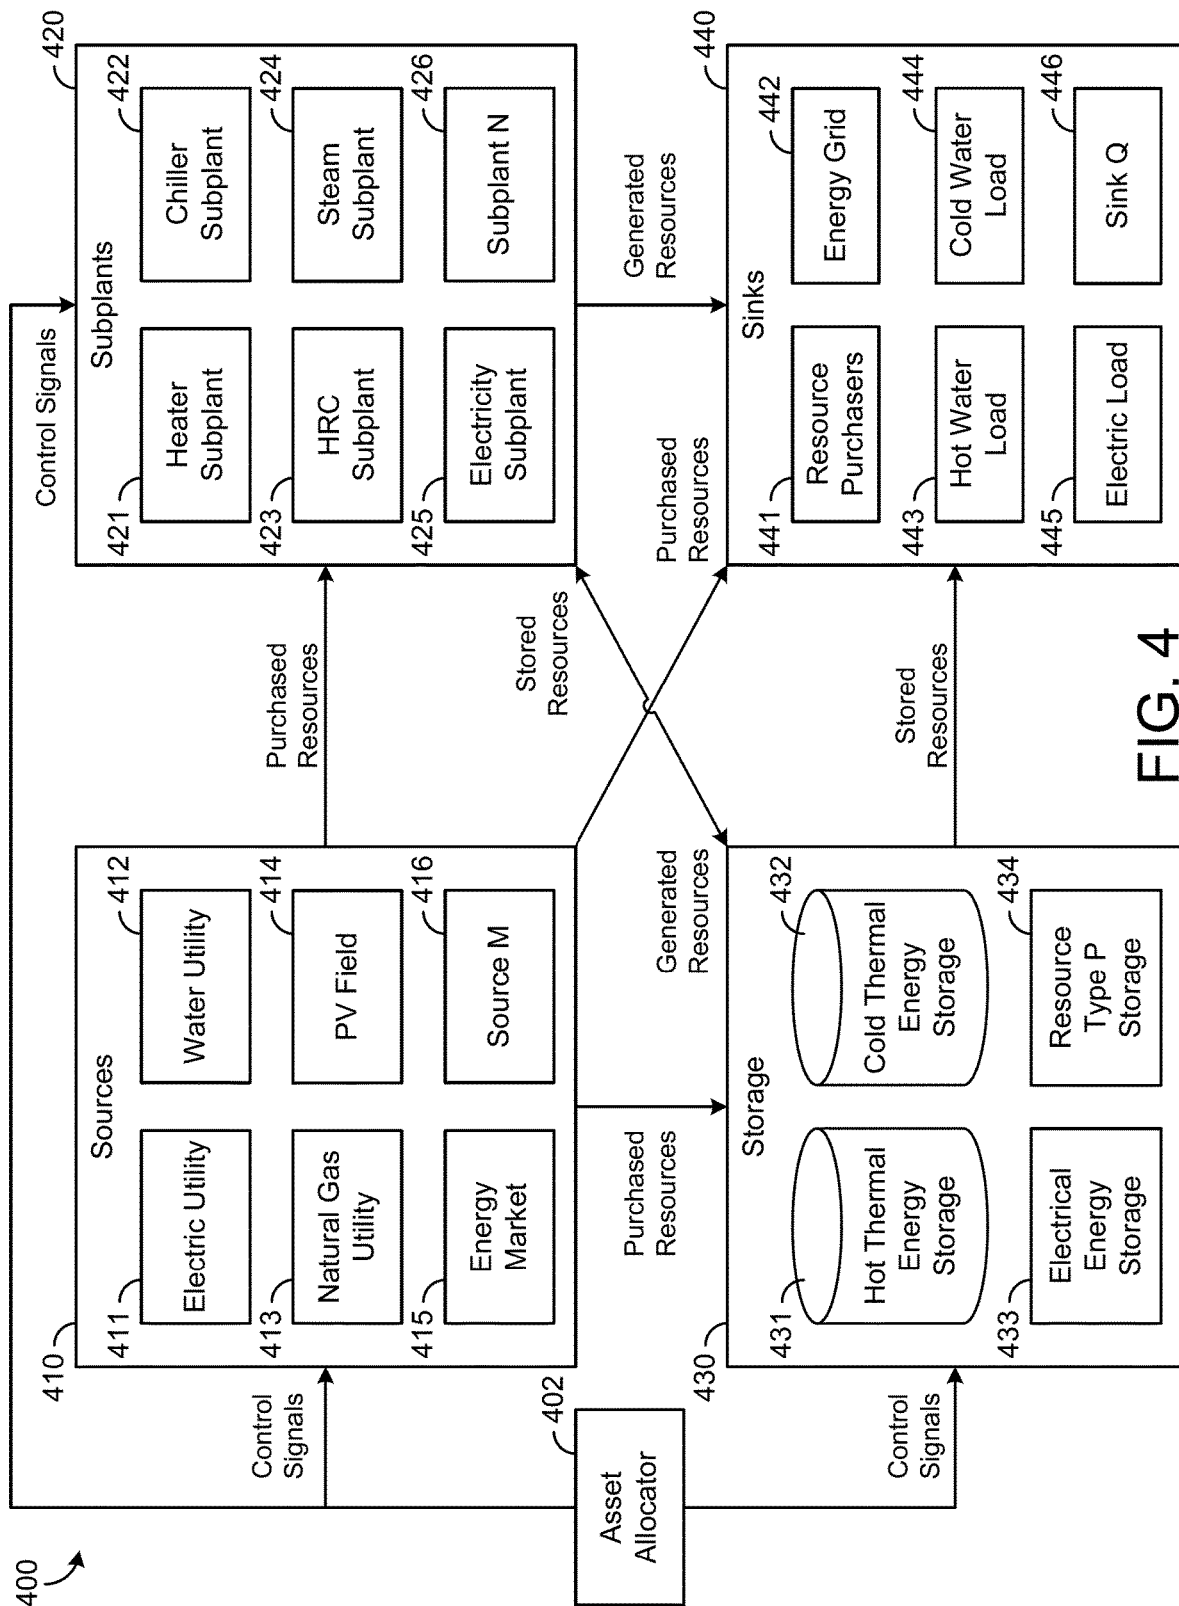 400
Asset
Allocator
402
Control
Signals
Control
Signals
Control Signals
410
Sources
411
Electric Utility
412
Water Utility
413
Natural Gas
Utility
414
PV Field
415
Energy
Market
416
Source M
Purchased
Resources
420
Subplants
421
Heater
Subplant
422
Chiller
Subplant
423
HRC
Subplant
424
Steam
Subplant
425
Electricity
Subplant
426
Subplant N
Purchased
Resources
Generated
Resources
Stored
Resources
Purchased
Resources
Generated
Resources
430
Storage
431
Hot Thermal
Energy
Storage
432
Cold Thermal
Energy
Storage
433
Electrical
Energy
Storage
434
Resource
Type P
Storage
Stored
Resources
440
Sinks
441
Resource
Purchasers
442
Energy Grid
443
Hot Water
Load
444
Cold Water
Load
445
Electric Load
446
Sink Q
FIG. 4